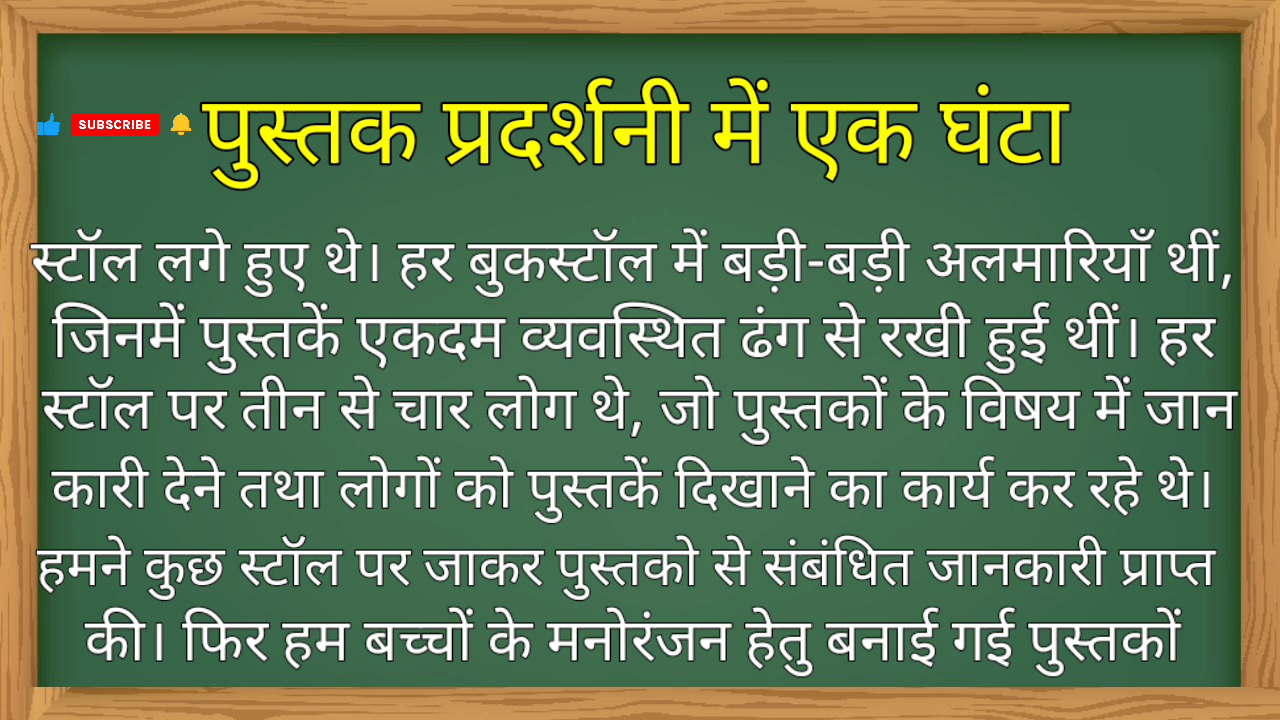 पुस्तक प्रदर्शनी में एक घंटा
SUBSCRIBE
स्टॉल लगे हुए थे। हर बुकस्टॉल में बड़ी-बड़ी अलमारियाँ थीं,
जिनमें पुस्तकें एकदम व्यवस्थित ढंग से रखी हुई थीं। हर
स्टॉल पर तीन से चार लोग थे, जो पुस्तकों के विषय में जान
कारी देने तथा लोगों को पुस्तकें दिखाने का कार्य कर रहे थे।
हमने कुछ स्टॉल पर जाकर पुस्तको से संबंधित जानकारी प्राप्त
की। फिर हम बच्चों के मनोरंजन हेतु बनाई गई पुस्तकों